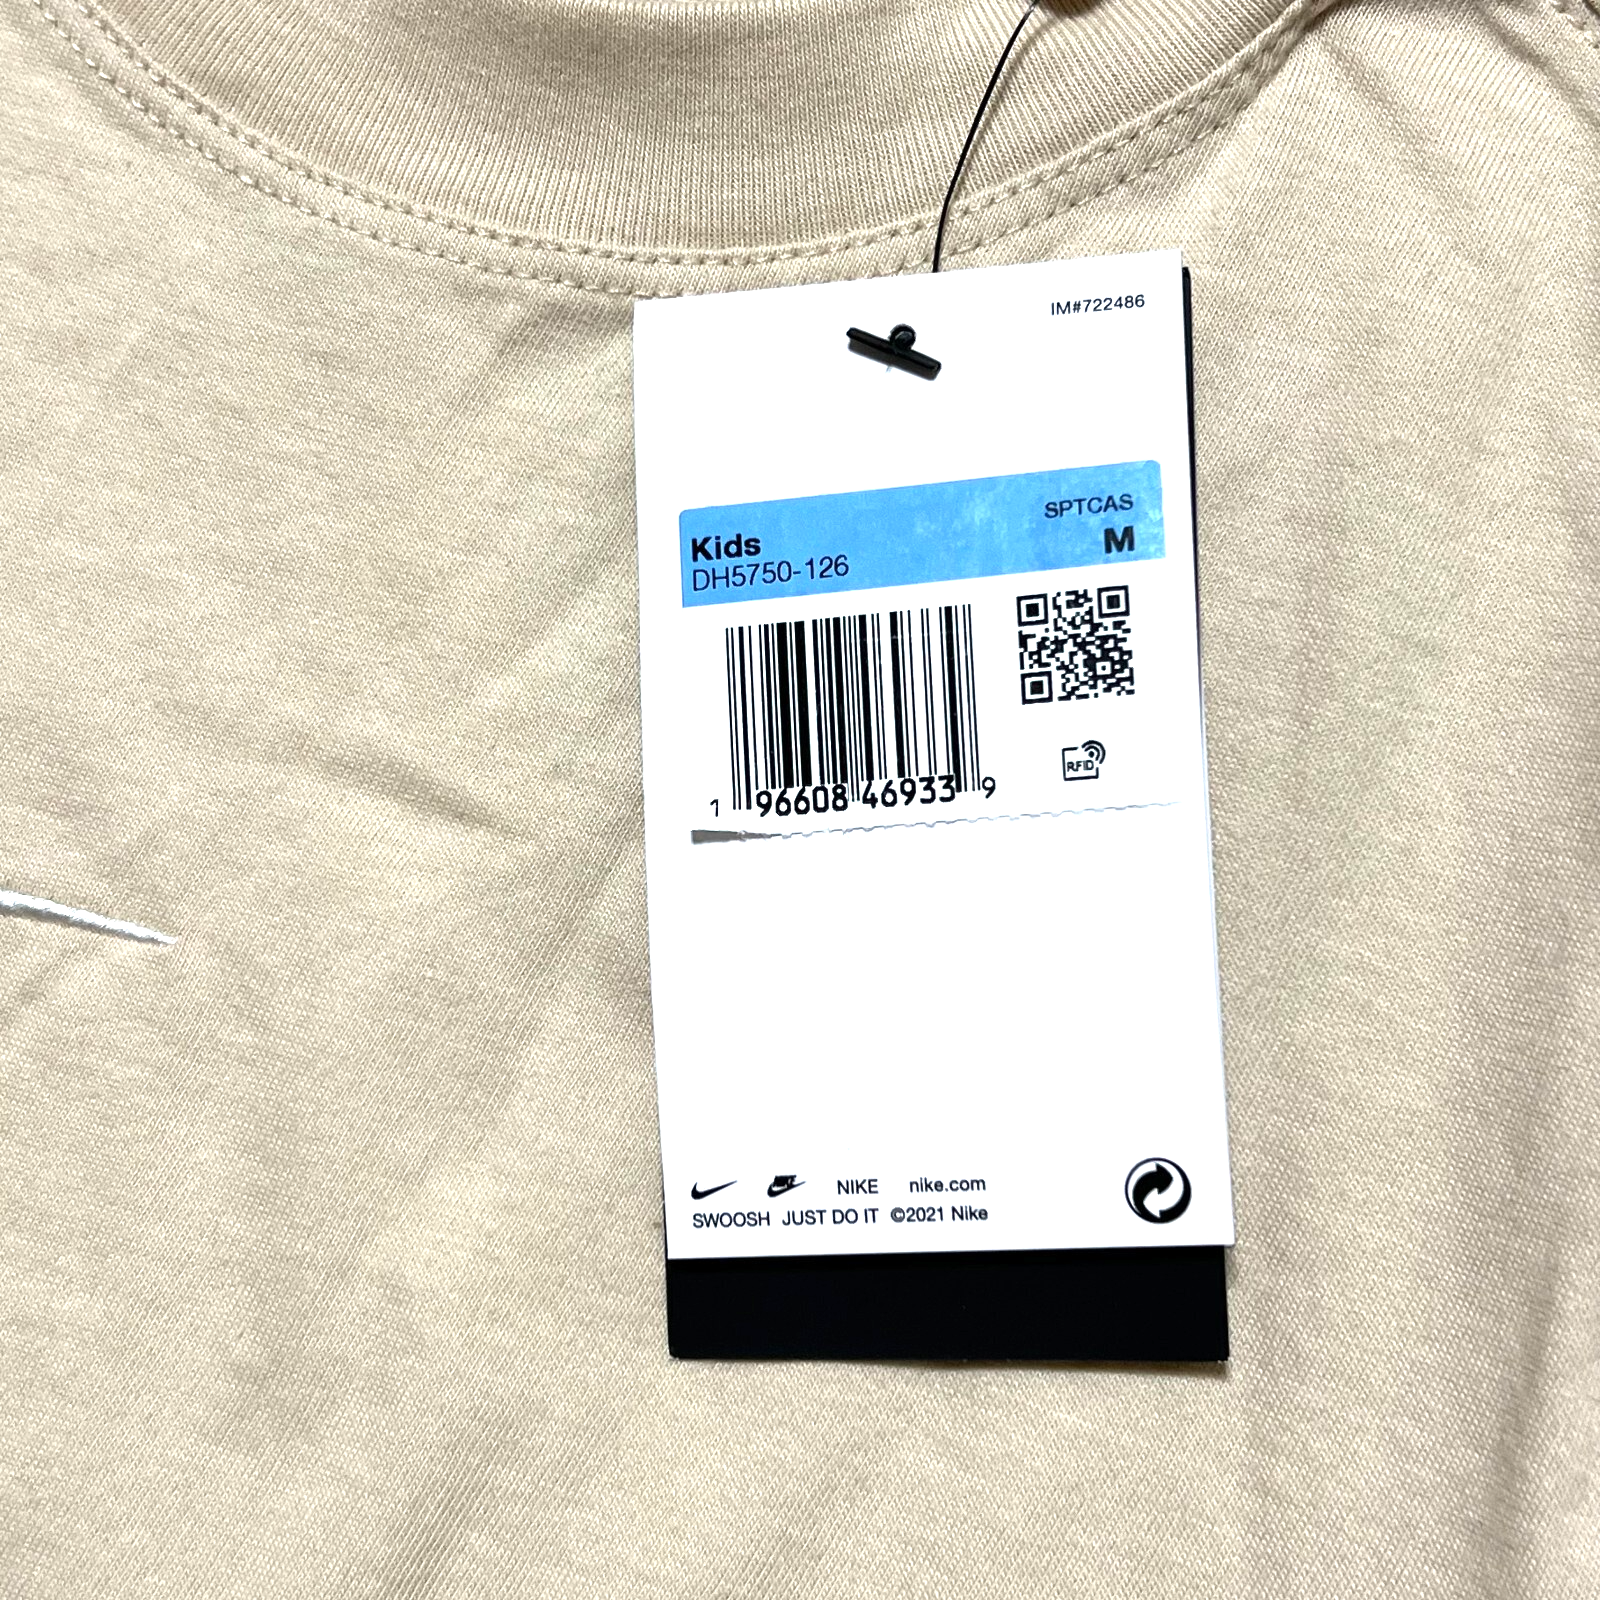 IM#722486
SPTCAS
Kids
M
DH5750-126
1 96608 46933 9
RFID
NIKE nike.com
SWOOSH JUST DO IT ©2021 Nike